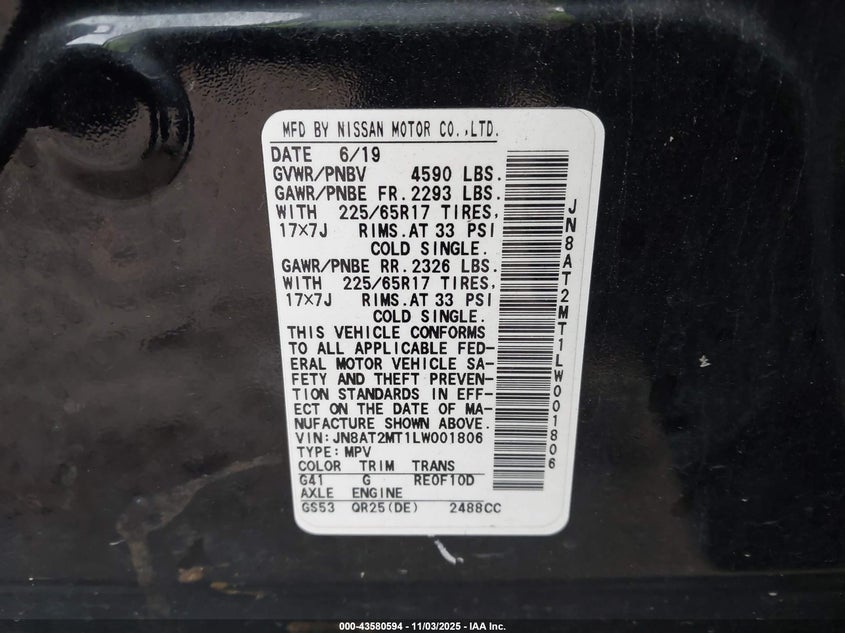 MFD BY NISSAN MOTOR CO.,LTD.
DATE 6/19
GVWR/PNBV 4590 LBS.
GAWR/PNBE FR. 2293 LBS.
WITH 225/65R17 TIRES,
17×7J RIMS.AT 33 PSI
COLD SINGLE.
GAWR/PNBE RR. 2326 LBS.
WITH 225/65R17 TIRES,
17×7J RIMS.AT 33 PSI
COLD SINGLE.
THIS VEHICLE CONFORMS
TO ALL APPLICABLE FED-
ERAL MOTOR VEHICLE SA-
FETY AND THEFT PREVEN-
TION STANDARDS IN EFF-
ECT ON THE DATE OF MA-
NUFACTURE SHOWN ABOVE.
VIN: JN8AT2MT1LW001806
TYPE: MPV
COLOR TRIM TRANS
G41 G RE0F10D
AXLE ENGINE
GS53 QR25(DE) 2488CC
JN8AT2MT1LW001806
000-43580594 - 11/03/2025 - IAA Inc.